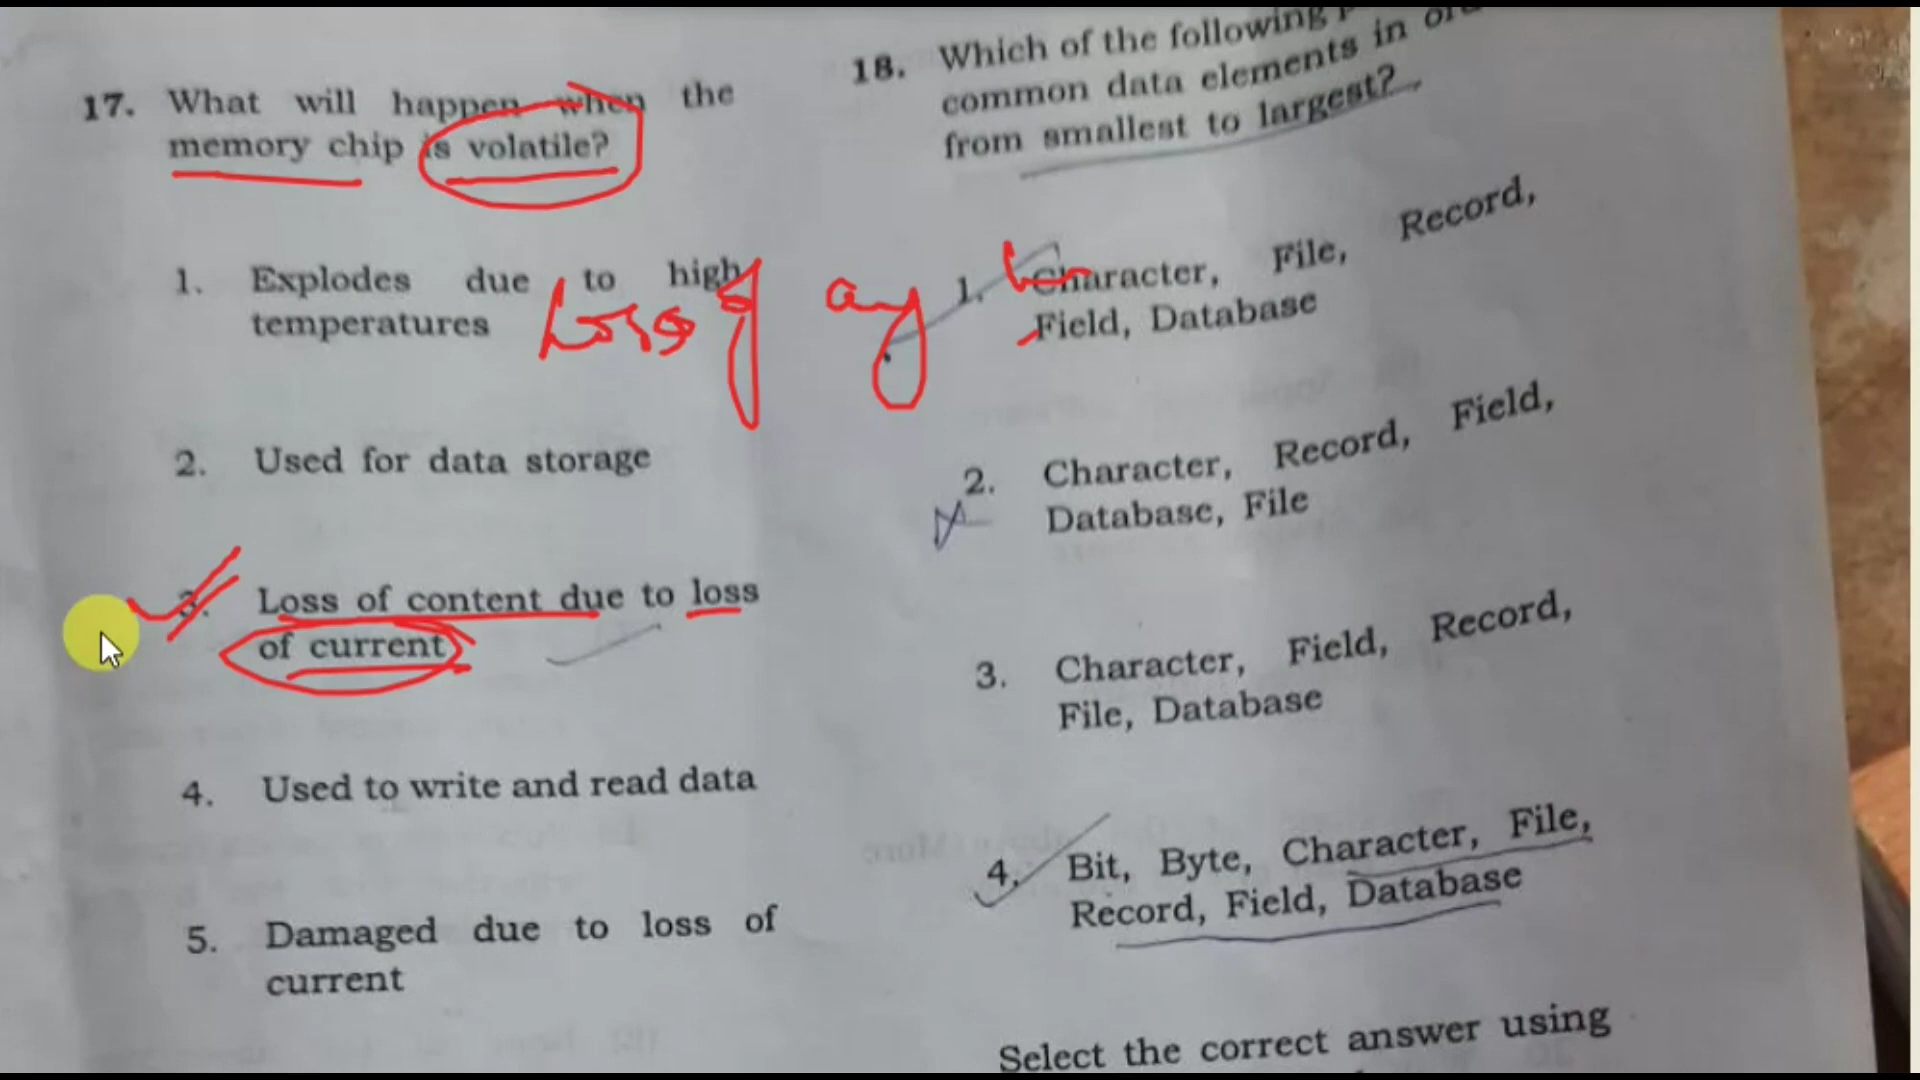 17. What will happen when the
memory chip is volatile?
1. Explodes due to high
temperatures
Loss of
2. Used for data storage
3. Loss of content due to loss
of current
4. Used to write and read data
5. Damaged due to loss of
current
18. Which of the following
common data elements in
from smallest to largest?
1. Character, File, Record,
Field, Database
2. Character, Record, Field,
Database, File
3. Character, Field, Record,
File, Database
4. Bit, Byte, Character, File,
Record, Field, Database
Select the correct answer using